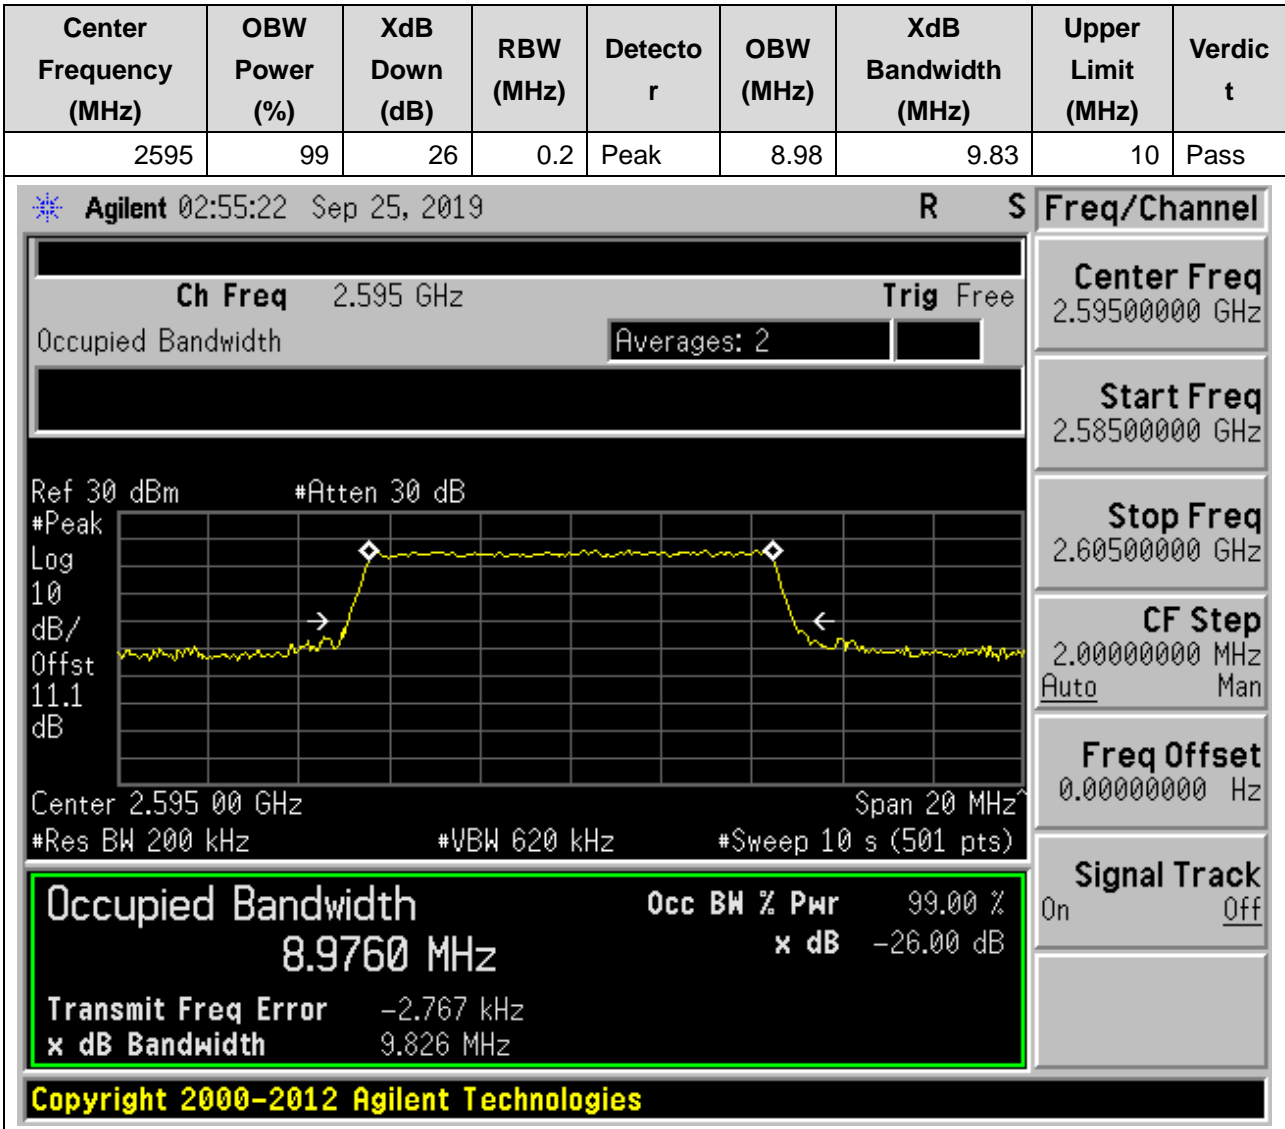 Center Frequency (MHz) OBW Power (%) XdB Down (dB) RBW (MHz) Detecto r OBW (MHz) XdB Bandwidth (MHz) Upper Limit (MHz) Verdic t
2595 99 26 0.2 Peak 8.98 9.83 10 Pass
Agilent 02:55:22 Sep 25, 2019 R S Freq/Channel
Ch Freq 2.595 GHz Trig Free
Occupied Bandwidth Averages: 2
Center Freq
2.59500000 GHz
Start Freq
2.58500000 GHz
Stop Freq
2.60500000 GHz
CF Step
2.00000000 MHz
Auto Man
Freq Offset
0.00000000 Hz
Signal Track
On Off
Ref 30 dBm #Atten 30 dB
#Peak
Log
10
dB/
Offst
11.1
dB
Center 2.595 00 GHz Span 20 MHz^
#Res BW 200 kHz #VBW 620 kHz #Sweep 10 s (501 pts)
Occupied Bandwidth Occ BW % Pwr 99.00 %
8.9760 MHz x dB -26.00 dB
Transmit Freq Error -2.767 kHz
x dB Bandwidth 9.826 MHz
Copyright 2000-2012 Agilent Technologies